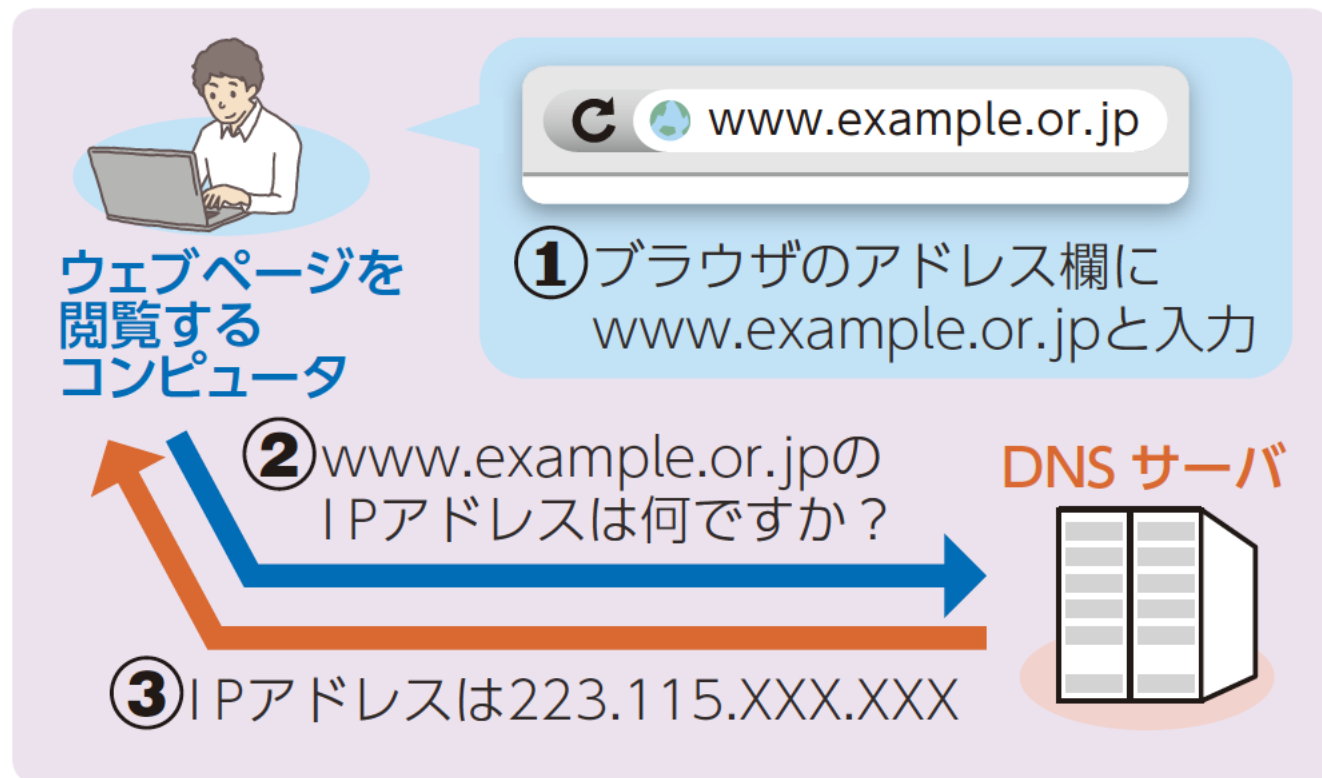 www.example.or.jp
①ブラウザのアドレス欄に
www.example.or.jpと入力
ウェブページを
閲覧する
コンピュータ
②www.example.or.jpの
IPアドレスは何ですか？
DNS サーバ
③IPアドレスは223.115.XXX.XXX